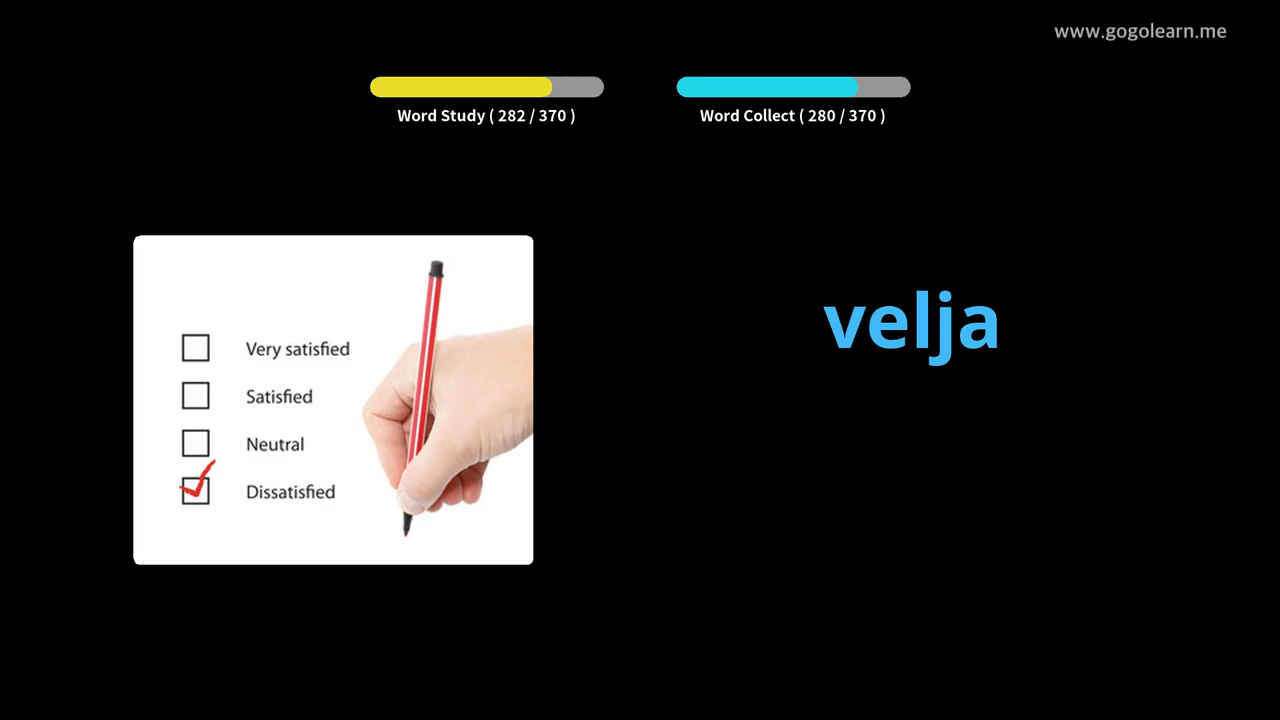 www.gogolearn.me
Word Study ( 282 / 370 )
Word Collect ( 280 / 370 )
velja
Very satisfied
Satisfied
Neutral
Dissatisfied